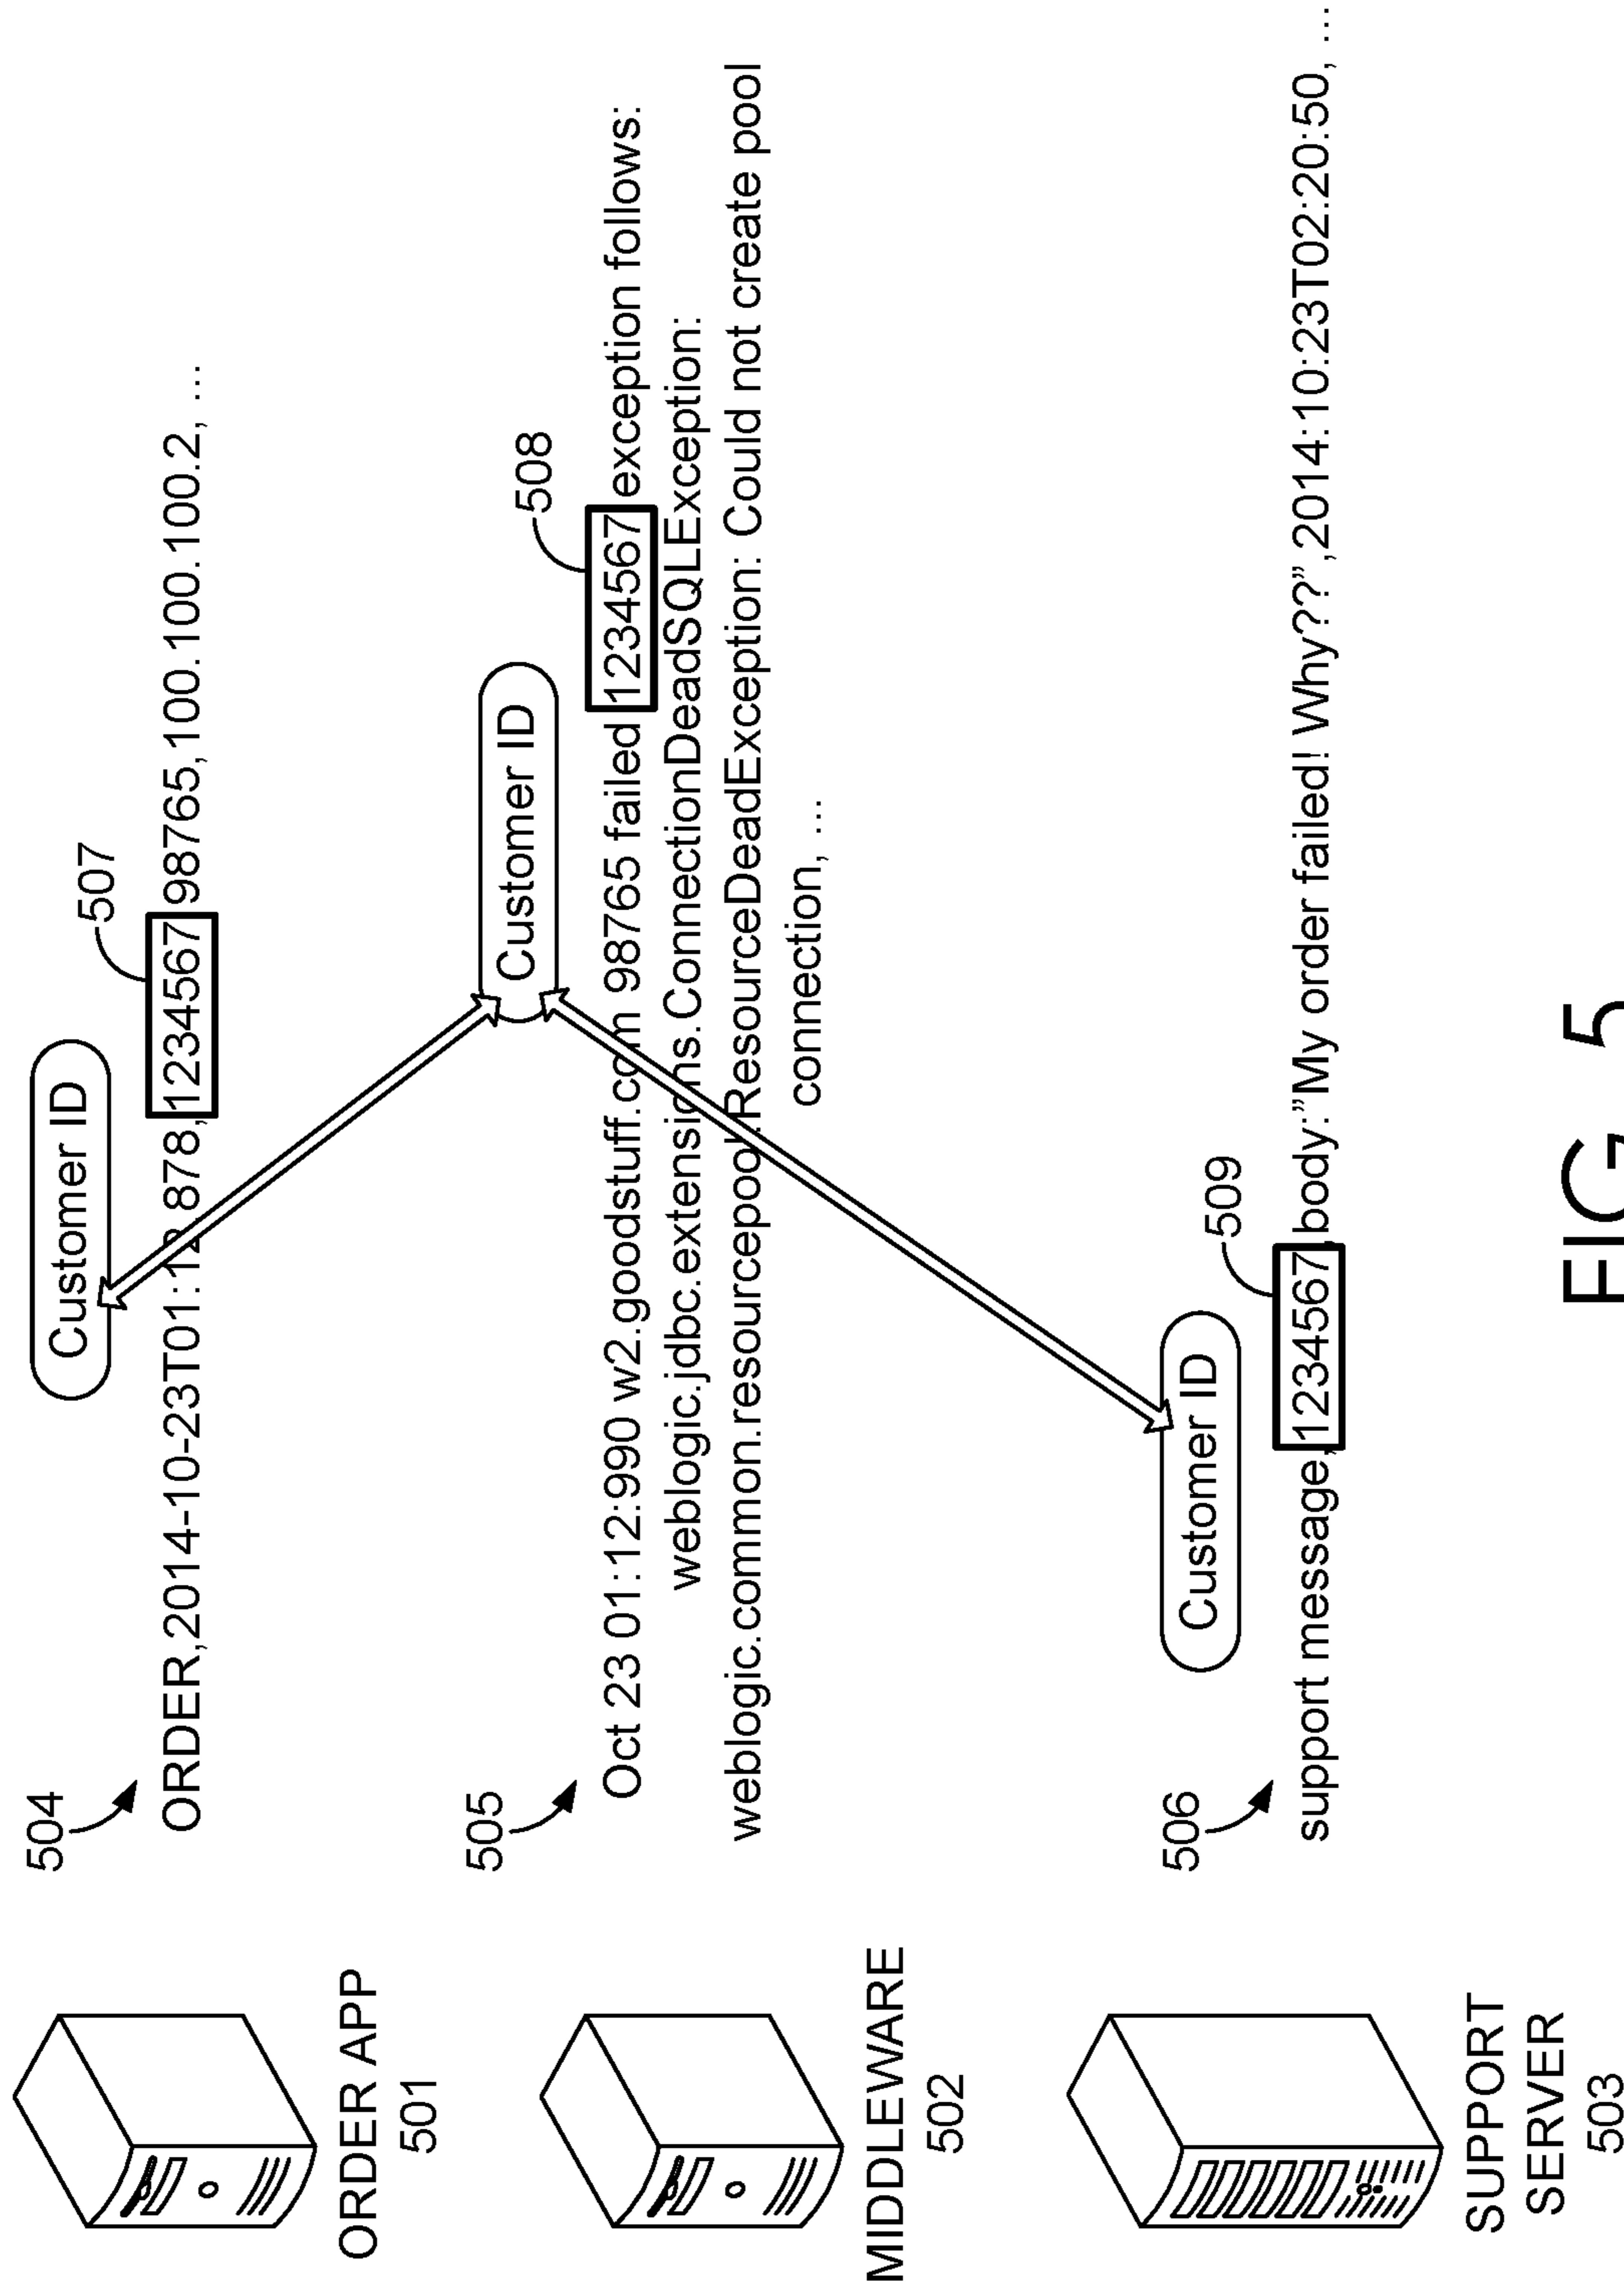 504
Customer ID
507
ORDER,2014-10-23T01:12 878,1234567 98765,100.100.100.2, ...
ORDER APP
501
505
Customer ID
508
Oct 23 01:12:990 w2.goodstuff.com 98765 failed 1234567 exception follows:
weblogic.jdbc.extensions.ConnectionDeadSQLException:
weblogic.common.resourcepool.ResourceDeadException: Could not create pool
connection, ...
MIDDLEWARE
502
506
Customer ID
509
support message,1234567,body:”My order failed! Why??”,2014:10:23T02:20:50, ...
SUPPORT
SERVER
503
FIG. 5